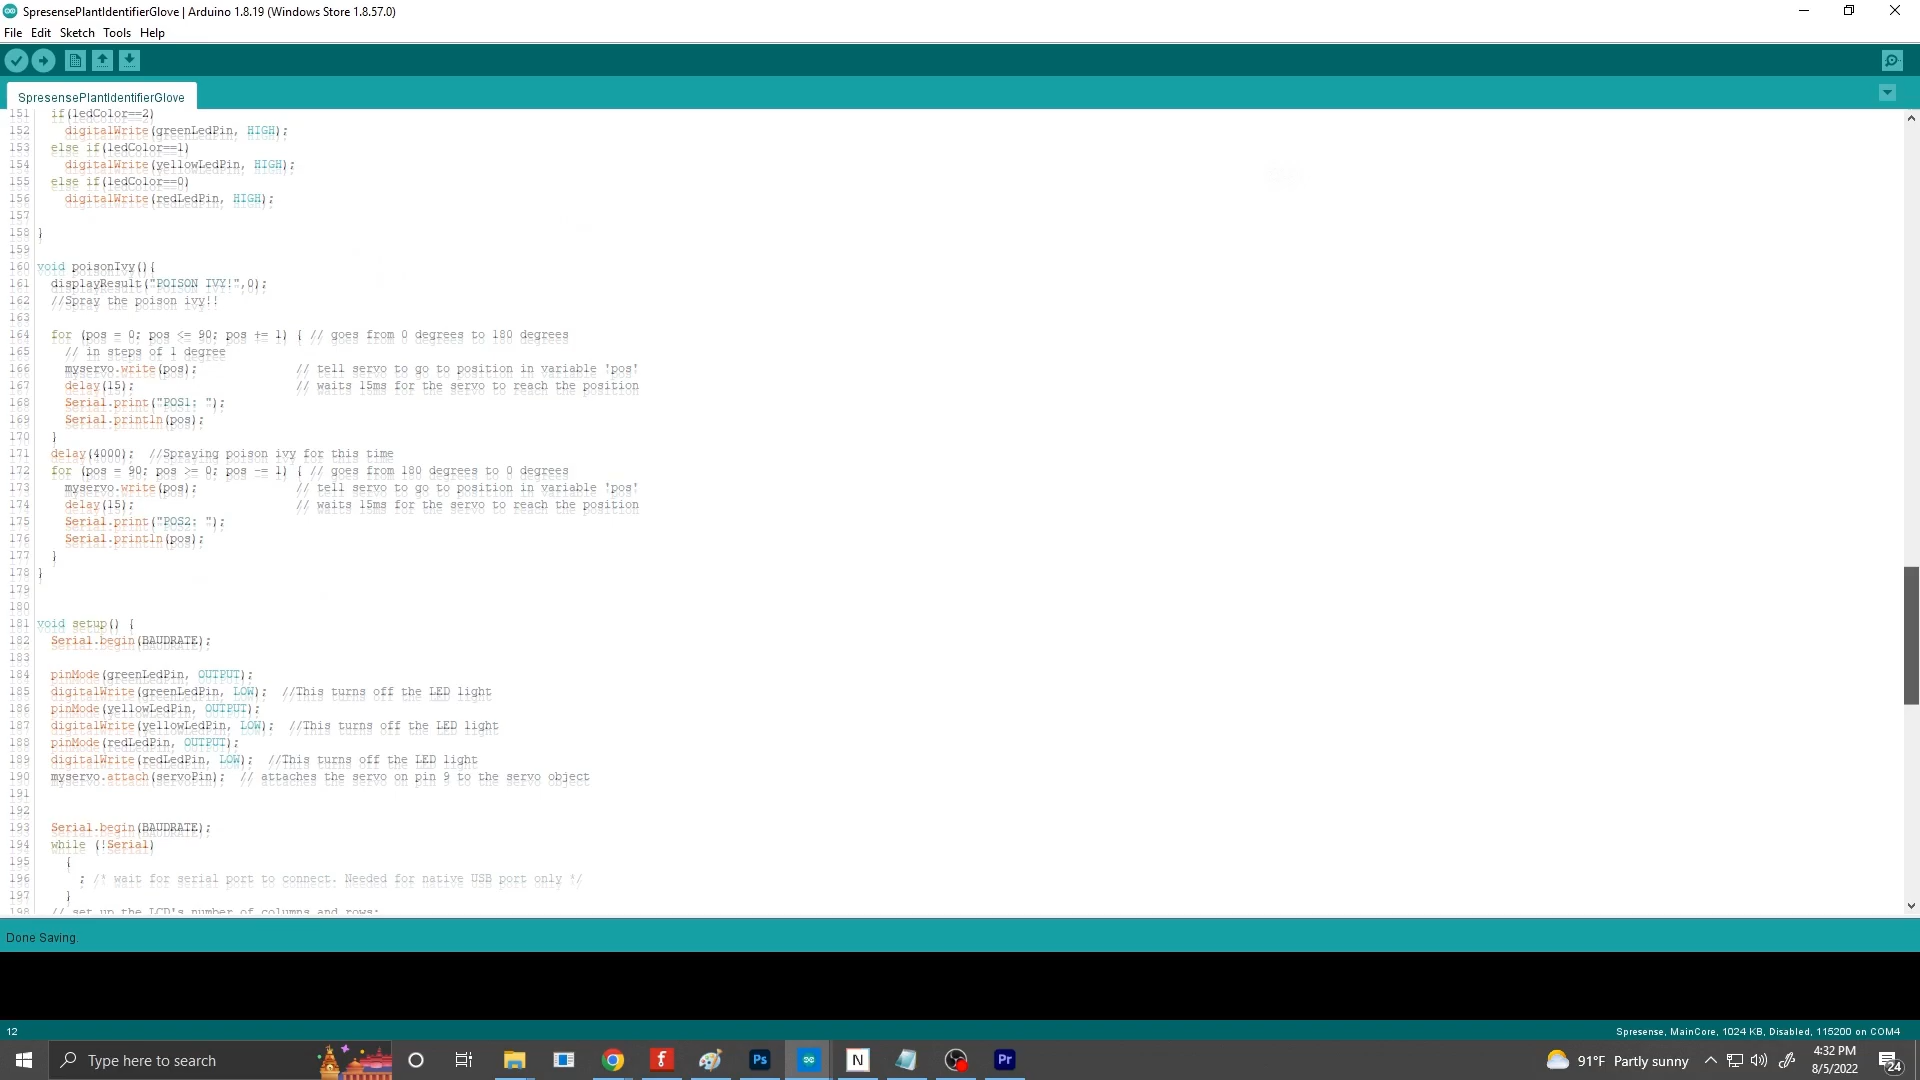 SpresensePlantIdentifierGlove | Arduino 1.8.19 (Windows Store 1.8.57.0)
File Edit Sketch Tools Help
SpresensePlantIdentifierGlove
151 if(ledColor==2)
152 digitalWrite(greenLedPin, HIGH);
153 else if(ledColor==1)
154 digitalWrite(yellowLedPin, HIGH);
155 else if(ledColor==0)
156 digitalWrite(redLedPin, HIGH);
157
158 }
159
160 void poisonIvy(){
161 displayResult("POISON IVY!",0);
162 //Spray the poison ivy!!
163
164 for (pos = 0; pos <= 90; pos += 1) { // goes from 0 degrees to 180 degrees
165 // in steps of 1 degree
166 myservo.write(pos); // tell servo to go to position in variable 'pos'
167 delay(15); // waits 15ms for the servo to reach the position
168 Serial.print("POS1: ");
169 Serial.println(pos);
170 }
171 delay(4000); //Spraying poison ivy for this time
172 for (pos = 90; pos >= 0; pos -= 1) { // goes from 180 degrees to 0 degrees
173 myservo.write(pos); // tell servo to go to position in variable 'pos'
174 delay(15); // waits 15ms for the servo to reach the position
175 Serial.print("POS2: ");
176 Serial.println(pos);
177 }
178 }
179
180
181 void setup() {
182 Serial.begin(BAUDRATE);
183
184 pinMode(greenLedPin, OUTPUT);
185 digitalWrite(greenLedPin, LOW); //This turns off the LED light
186 pinMode(yellowLedPin, OUTPUT);
187 digitalWrite(yellowLedPin, LOW); //This turns off the LED light
188 pinMode(redLedPin, OUTPUT);
189 digitalWrite(redLedPin, LOW); //This turns off the LED light
190 myservo.attach(servoPin); // attaches the servo on pin 9 to the servo object
191
192
193 Serial.begin(BAUDRATE);
194 while (!Serial)
195 {
196 ; /* wait for serial port to connect. Needed for native USB port only */
197 }
198 // set up the LCD's number of columns and rows:
Done Saving.
12
Spresense, MainCore, 1024 KB, Disabled, 115200 on COM4
Type here to search
Ps
N
Pr
91°F Partly sunny
4:32 PM
8/5/2022
24